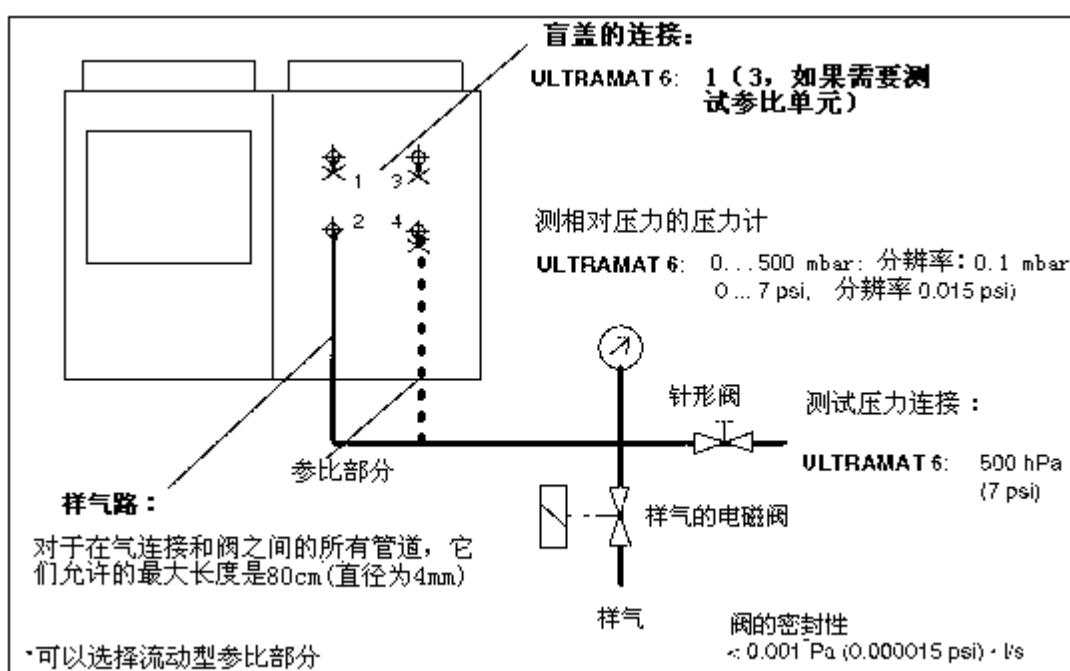 盲盖的连接：
ULTRAMAT 6: 1（3，如果需要测
试参比单元）
1 3
2 4
测相对压力的压力计
ULTRAMAT 6: 0...500 mbar: 分辨率：0.1 mbar
0 ... 7 psi, 分辨率 0.015 psi)
针形阀
测试压力连接：
ULTRAMAT 6: 500 hPa
(7 psi)
参比部分
样气路：
对于在气连接和阀之间的所有管道，它
们允许的最大长度是80cm(直径为4mm)
样气的电磁阀
样气
阀的密封性
< 0.001 Pa (0.000015 psi) · l/s
*可以选择流动型参比部分